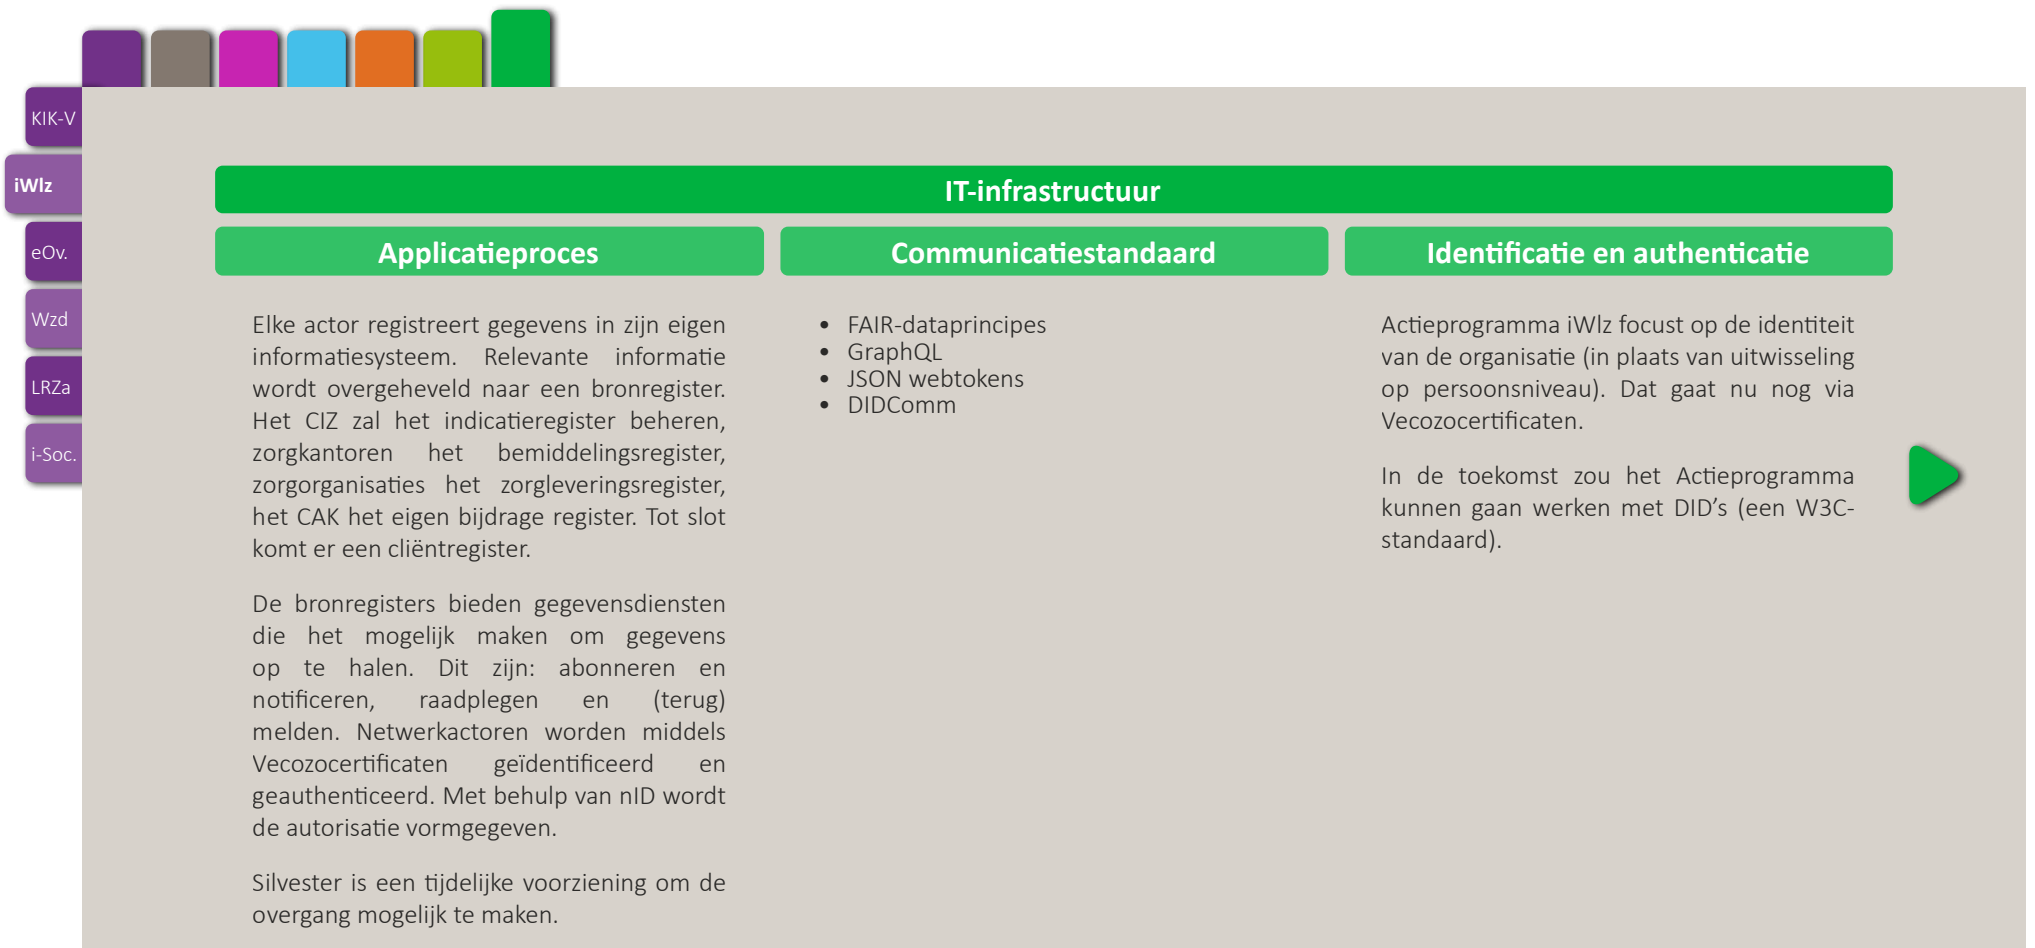 KIK-V
iWlz
eOv.
Wzd
LRZa
i-Soc.
IT-infrastructuur
Applicatieproces
Elke actor registreert gegevens in zijn eigen
informatiesysteem. Relevante informatie
wordt overgeheveld naar een bronregister.
Het CIZ zal het indicatieregister beheren,
zorgkantoren het bemiddelingsregister,
zorgorganisaties het zorgleveringsregister,
het CAK het eigen bijdrage register. Tot slot
komt er een cliëntregister.
De bronregisters bieden gegevensdiensten
die het mogelijk maken om gegevens
op te halen. Dit zijn: abonneren en
notificeren, raadplegen en (terug)
melden. Netwerkactoren worden middels
Vecozocertificaten geïdentificeerd en
geauthenticeerd. Met behulp van nID wordt
de autorisatie vormgegeven.
Silvester is een tijdelijke voorziening om de
overgang mogelijk te maken.
Communicatiestandaard
• FAIR-dataprincipes
• GraphQL
• JSON webtokens
• DIDComm
Identificatie en authenticatie
Actieprogramma iWlz focust op de identiteit
van de organisatie (in plaats van uitwisseling
op persoonsniveau). Dat gaat nu nog via
Vecozocertificaten.
In de toekomst zou het Actieprogramma
kunnen gaan werken met DID’s (een W3C-
standaard).